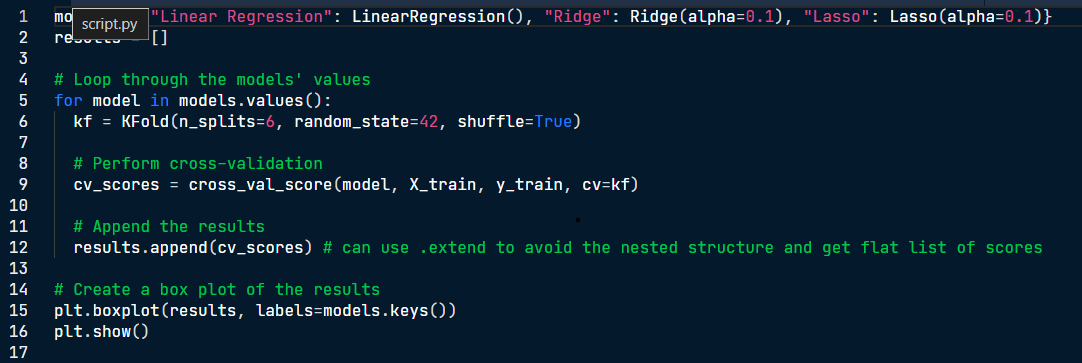 1 mo "Linear Regression": LinearRegression(), "Ridge": Ridge(alpha=0.1), "Lasso": Lasso(alpha=0.1)}
script.py
2 results = []
3
4 # Loop through the models' values
5 for model in models.values():
6 kf = KFold(n_splits=6, random_state=42, shuffle=True)
7
8 # Perform cross-validation
9 cv_scores = cross_val_score(model, X_train, y_train, cv=kf)
10
11 # Append the results
12 results.append(cv_scores) # can use .extend to avoid the nested structure and get flat list of scores
13
14 # Create a box plot of the results
15 plt.boxplot(results, labels=models.keys())
16 plt.show()
17